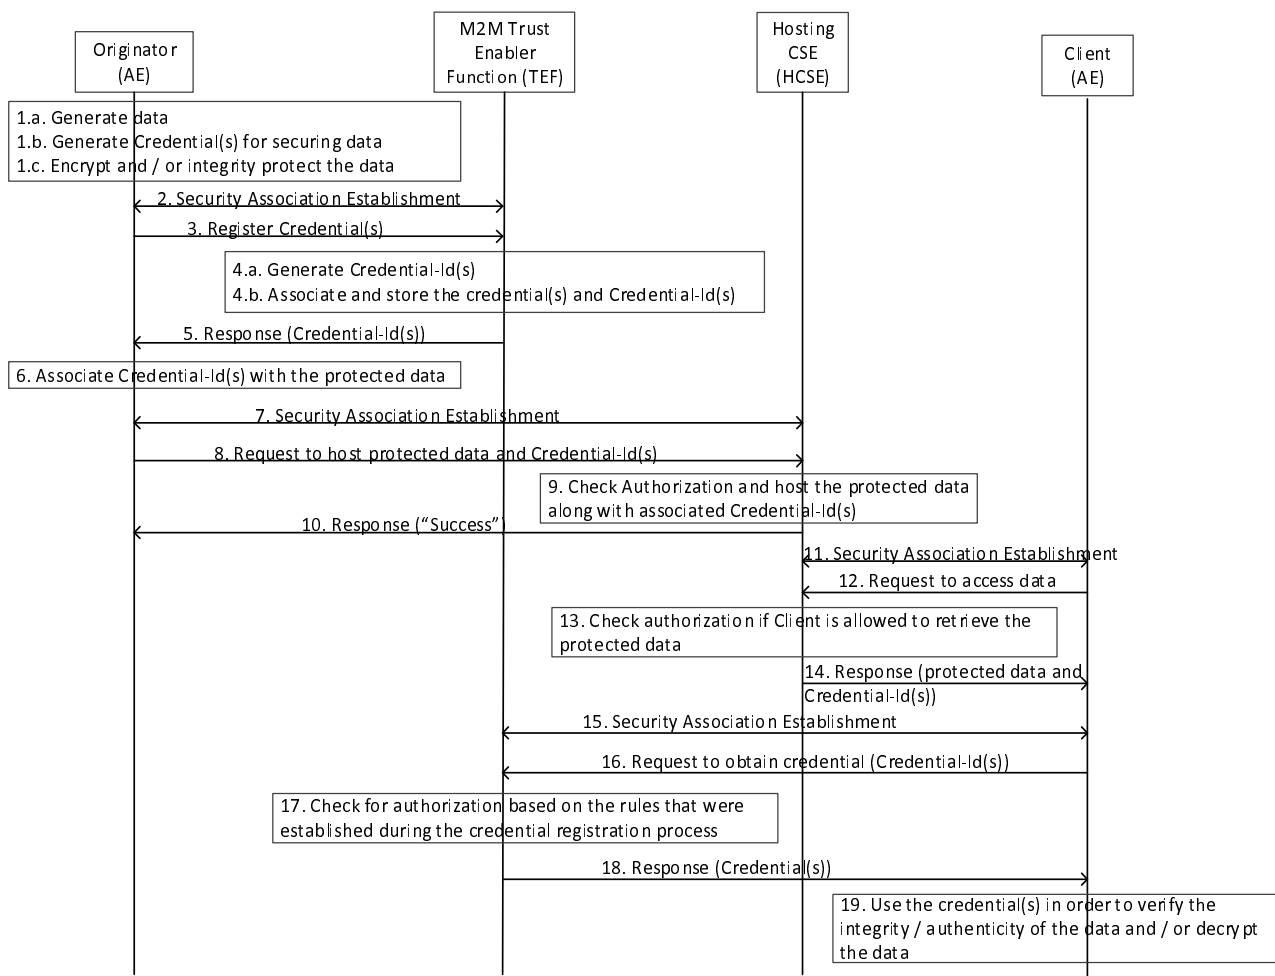 Originator
(AE)
M2M Trust
Enabler
Function (TEF)
Hosting
CSE
(HCSE)
Client
(AE)
1.a. Generate data
1.b. Generate Credential(s) for securing data
1.c. Encrypt and / or integrity protect the data
2. Security Association Establishment
3. Register Credential(s)
4.a. Generate Credential-Id(s)
4.b. Associate and store the credential(s) and Credential-Id(s)
5. Response (Credential-Id(s))
6. Associate Credential-Id(s) with the protected data
7. Security Association Establishment
8. Request to host protected data and Credential-Id(s)
9. Check Authorization and host the protected data
along with associated Credential-Id(s)
10. Response (“Success”)
11. Security Association Establishment
12. Request to access data
13. Check authorization if Client is allowed to retrieve the
protected data
14. Response (protected data and
Credential-Id(s))
15. Security Association Establishment
16. Request to obtain credential (Credential-Id(s))
17. Check for authorization based on the rules that were
established during the credential registration process
18. Response (Credential(s))
19. Use the credential(s) in order to verify the
integrity / authenticity of the data and / or decrypt
the data